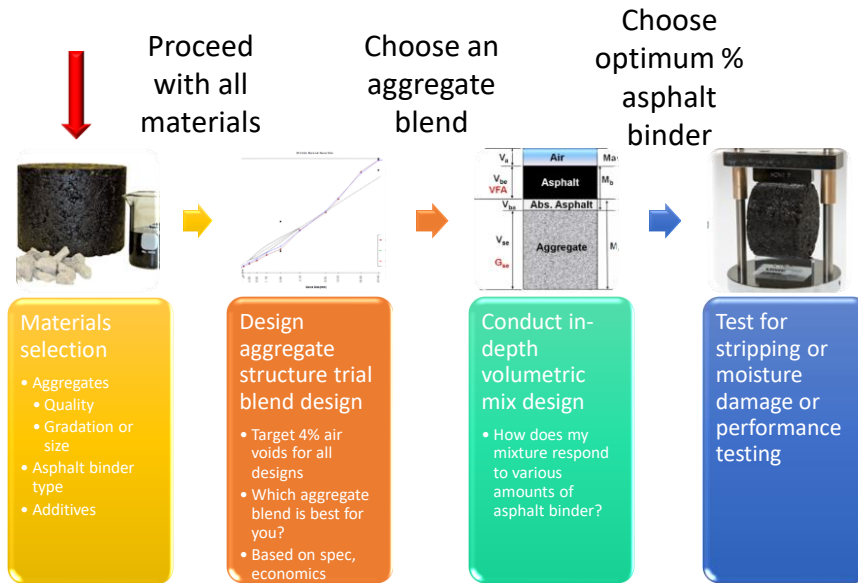 Proceed
with all
materials
Choose an
aggregate
blend
Choose
optimum %
asphalt
binder
Va
Air
Vbe
VFA
Asphalt
Mb
Vba
Abs. Asphalt
Vse
Gse
Aggregate
Materials
selection
• Aggregates
• Quality
• Gradation or
size
• Asphalt binder
type
• Additives
Design
aggregate
structure trial
blend design
• Target 4% air
voids for all
designs
• Which aggregate
blend is best for
you?
• Based on spec,
economics
Conduct in-
depth
volumetric
mix design
• How does my
mixture respond
to various
amounts of
asphalt binder?
Test for
stripping or
moisture
damage or
performance
testing